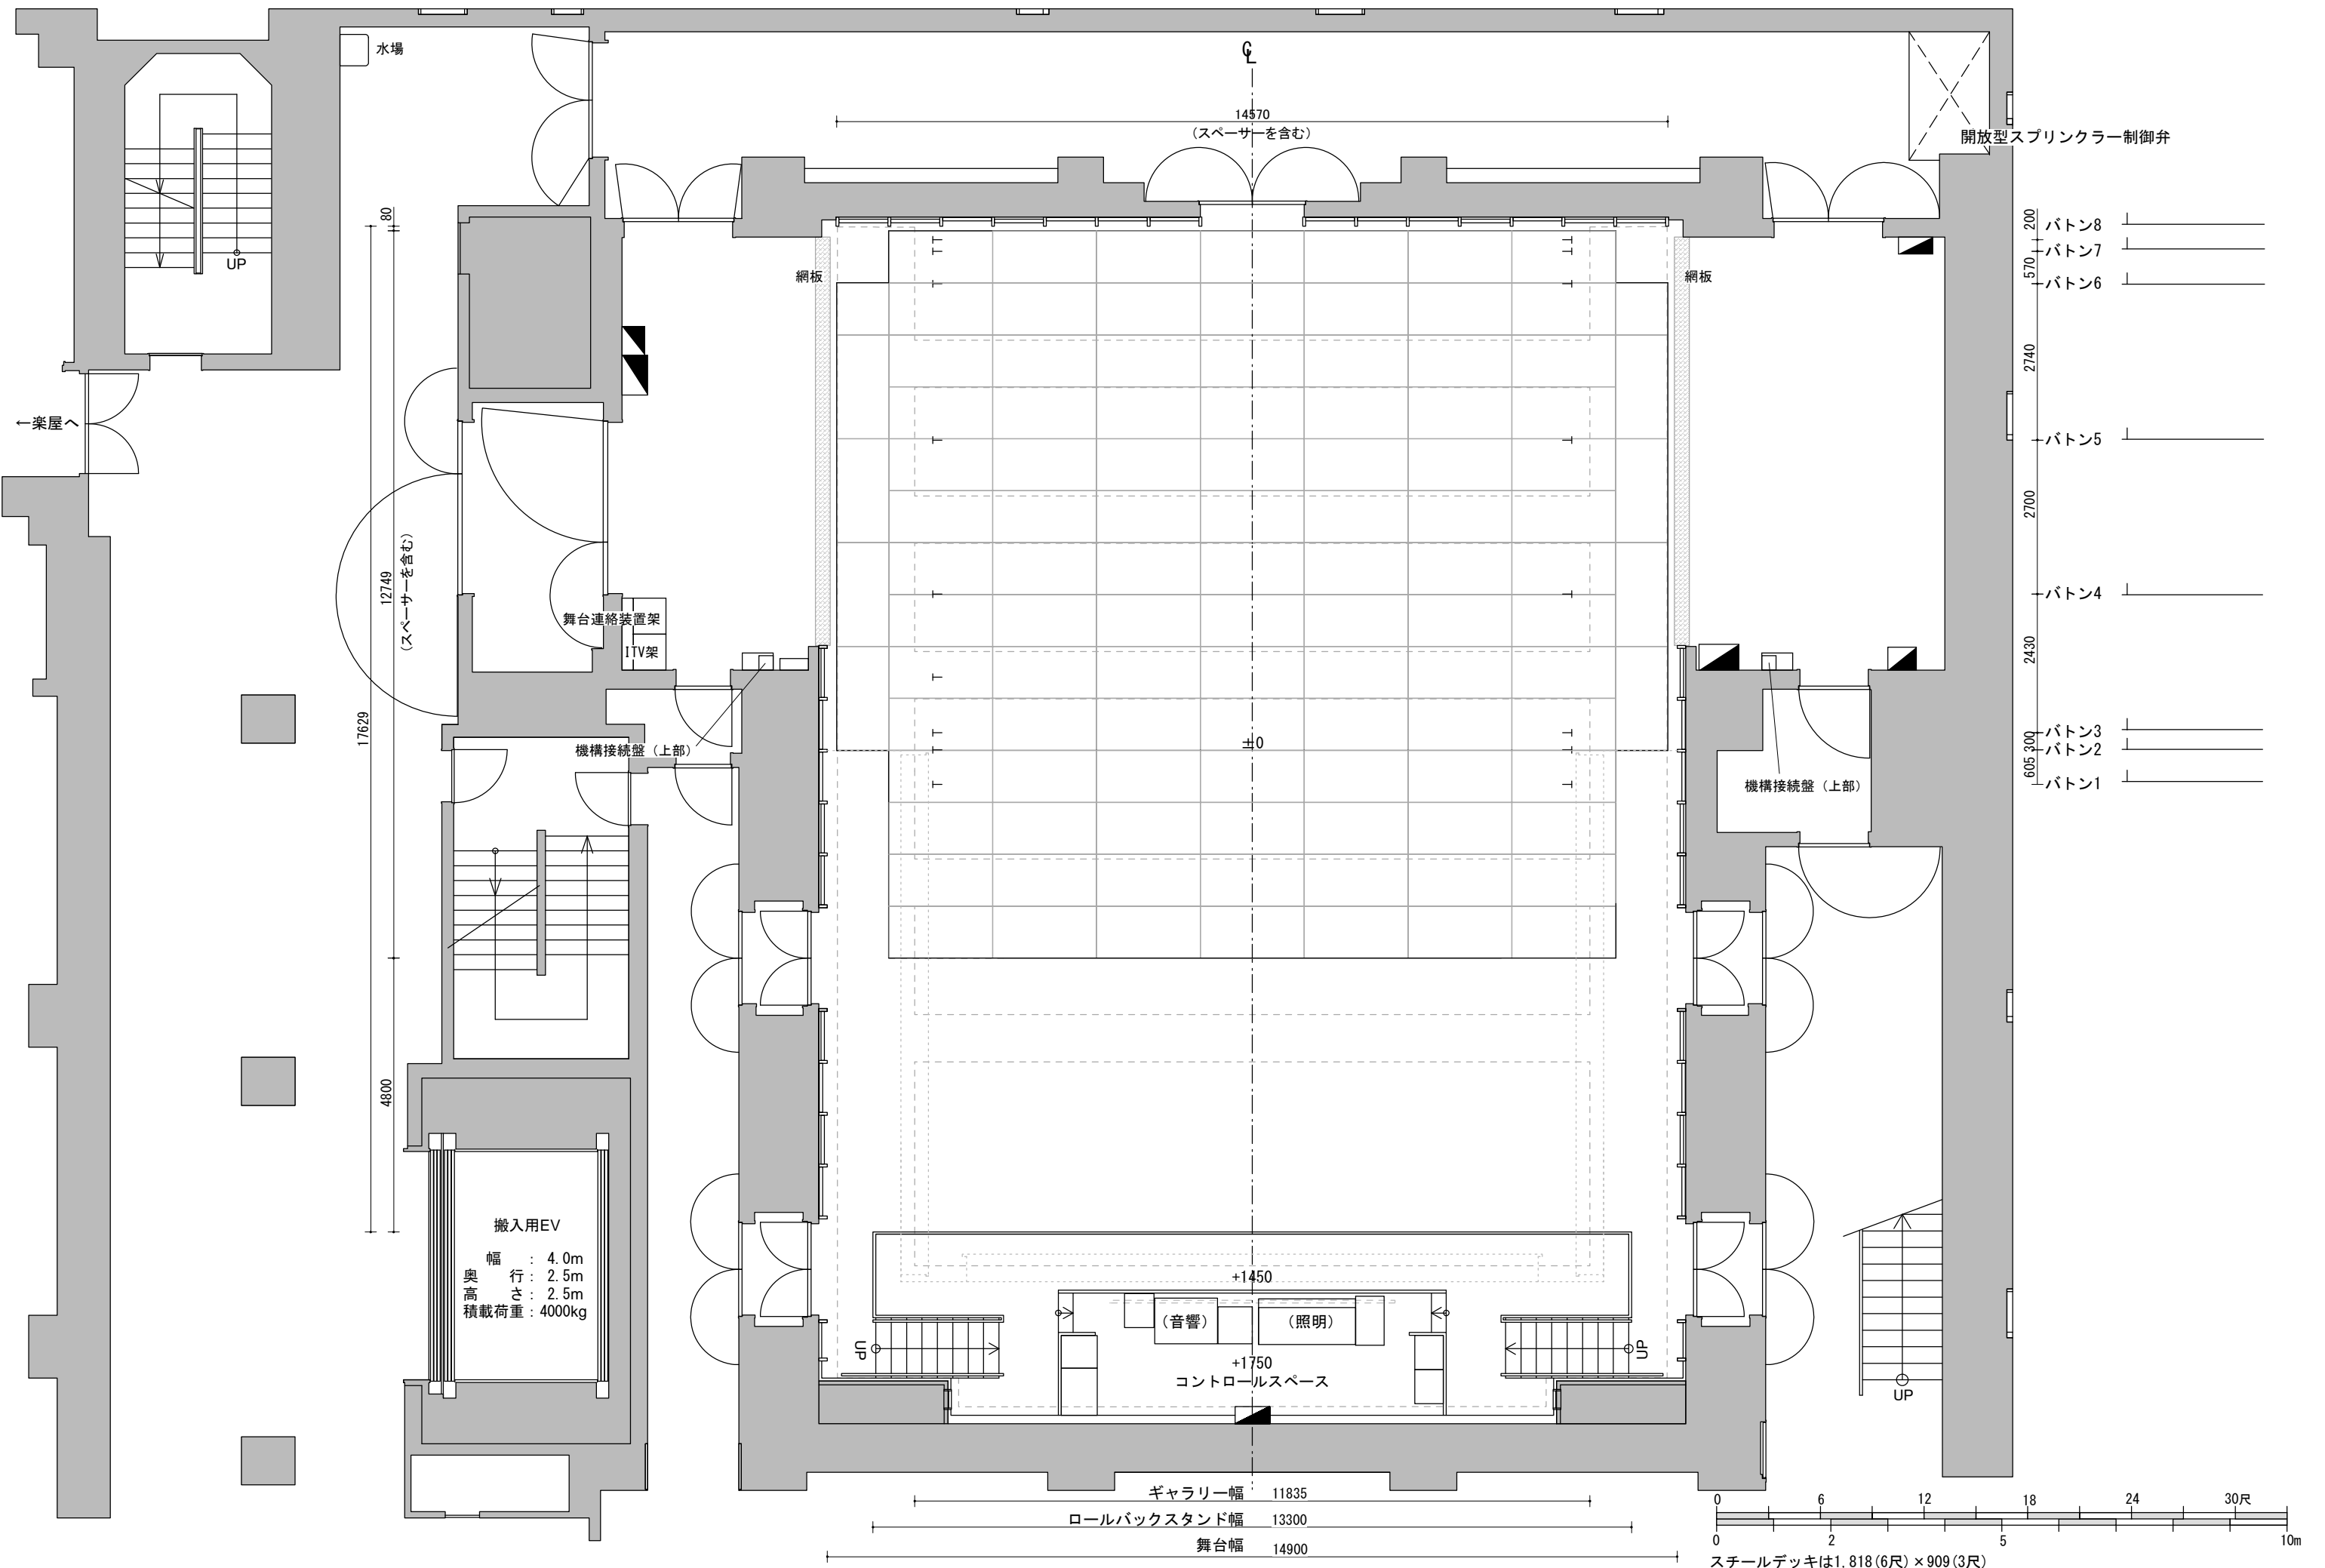 水場
℄
14570
(スペーサーを含む)
開放型スプリンクラー制御弁
80
200
バトン8
バトン7
570
バトン6
UP
網板
網板
2740
←楽屋へ
バトン5
2700
12749
(スペーサーを含む)
バトン4
舞台連絡装置架
ITV架
2430
17629
機構接続盤（上部）
±0
バトン3
300
バトン2
605
バトン1
機構接続盤（上部）
4800
搬入用EV
幅 : 4.0m
奥 行: 2.5m
高 さ: 2.5m
積載荷重:4000kg
+1450
(音響)
(照明)
UP
UP
+1750
コントロールスペース
UP
ギャラリー幅 11835
ロールバックスタンド幅 13300
舞台幅 14900
0 6 12 18 24 30尺
0 2 5 10m
スチールデッキは1.818(6尺)×909(3尺)